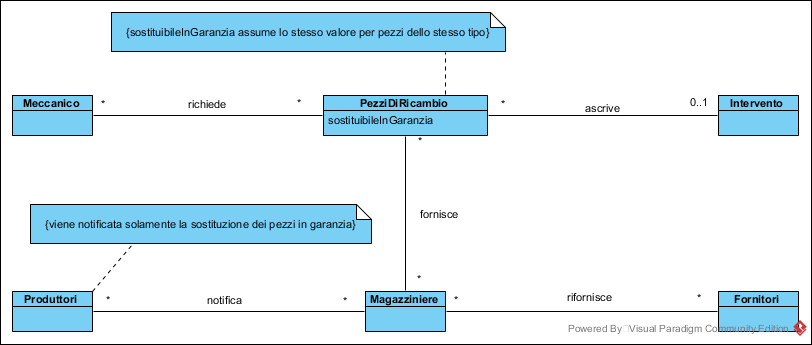 {sostituibileInGaranzia assume lo stesso valore per pezzi dello stesso tipo}
Meccanico * richiede * PezziDiRicambio * ascrive 0..1 Intervento
sostituibileInGaranzia
*
fornisce
{viene notificata solamente la sostituzione dei pezzi in garanzia}
*
Produttori * notifica * Magazziniere * rifornisce * Fornitori
Powered By Visual Paradigm Community Edition